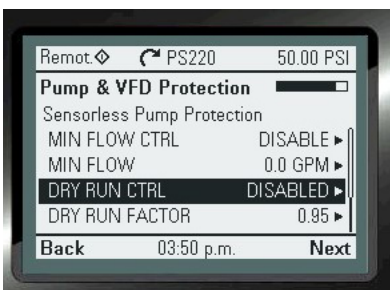 Remot. PS220 50.00 PSI
Pump & VFD Protection
Sensorless Pump Protection
MIN FLOW CTRL DISABLE
MIN FLOW 0.0 GPM
DRY RUN CTRL DISABLED
DRY RUN FACTOR 0.95
Back 03:50 p.m. Next